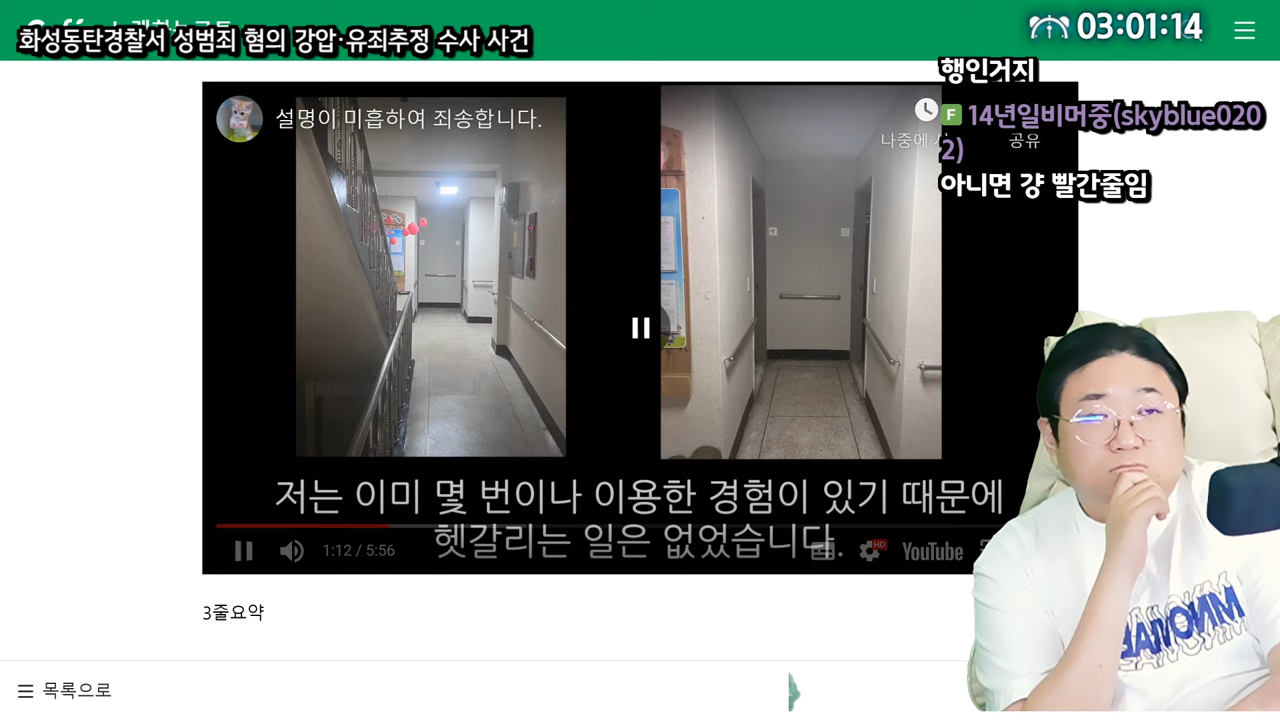 화성동탄경찰서 성범죄 혐의 강압·유죄추정 수사 사건
03:01:14
행인거지
F 14년일비머중(skyblue020
2)
아니면 걍 빨간줄임
설명이 미흡하여 죄송합니다.
나중에
공유
저는 이미 몇 번이나 이용한 경험이 있기 때문에
헷갈리는 일은 없었습니다.
1:12 / 5:56
HD
YouTube
3줄요약
목록으로